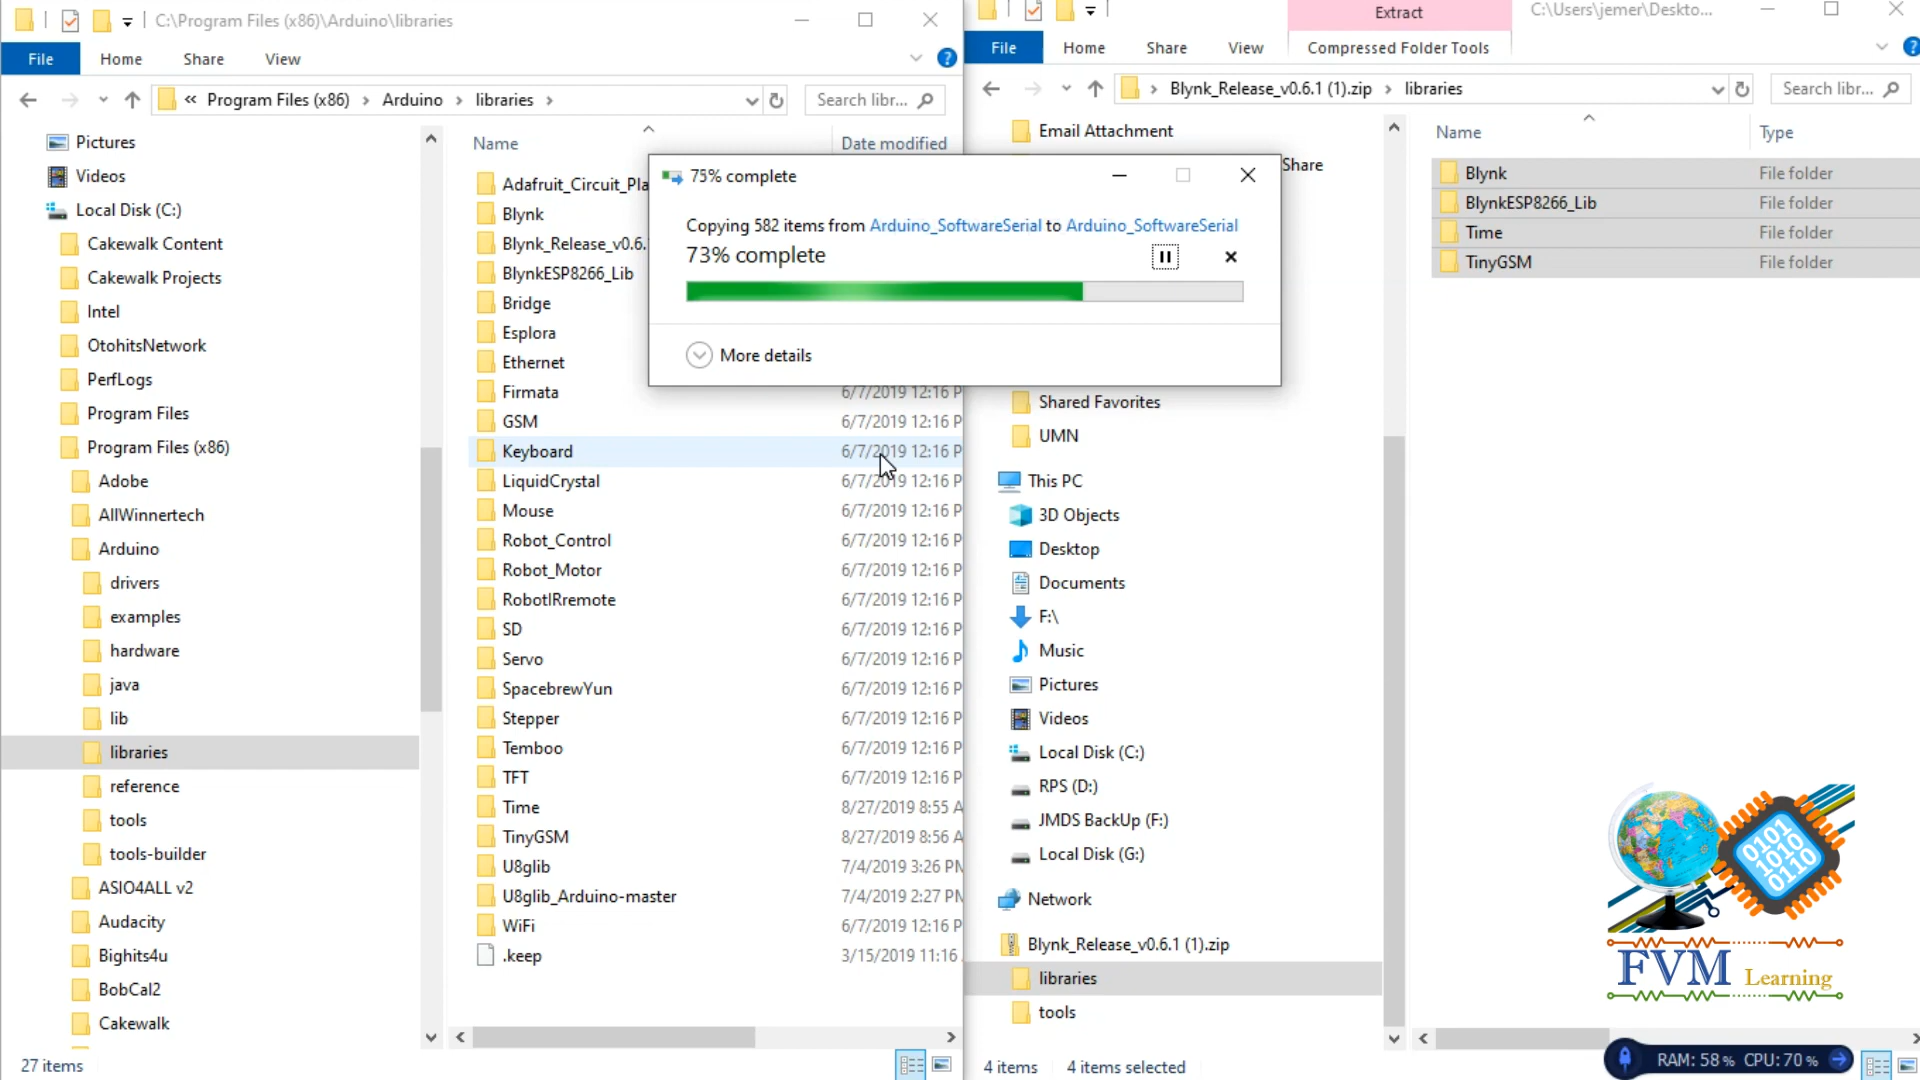 C:\Program Files (x86)\Arduino\libraries
File
Home
Share
View
Program Files (x86) > Arduino > libraries >
Search libr...
Pictures
Videos
Local Disk (C:)
Cakewalk Content
Cakewalk Projects
Intel
OtohitsNetwork
PerfLogs
Program Files
Program Files (x86)
Adobe
AllWinnertech
Arduino
drivers
examples
hardware
java
lib
libraries
reference
tools
tools-builder
ASIO4ALL v2
Audacity
Bighits4u
BobCal2
Cakewalk
27 items
Name
Date modified
Adafruit_Circuit_Pla
Blynk
Blynk_Release_v0.6.
BlynkESP8266_Lib
Bridge
Esplora
Ethernet
Firmata 6/7/2019 12:16 P
GSM 6/7/2019 12:16 P
Keyboard 6/7/2019 12:16 P
LiquidCrystal 6/7/2019 12:16 P
Mouse 6/7/2019 12:16 P
Robot_Control 6/7/2019 12:16 P
Robot_Motor 6/7/2019 12:16 P
RobotIRremote 6/7/2019 12:16 P
SD 6/7/2019 12:16 P
Servo 6/7/2019 12:16 P
SpacebrewYun 6/7/2019 12:16 P
Stepper 6/7/2019 12:16 P
Temboo 6/7/2019 12:16 P
TFT 6/7/2019 12:16 P
Time 8/27/2019 8:55 A
TinyGSM 8/27/2019 8:56 A
U8glib 7/4/2019 3:26 PM
U8glib_Arduino-master 7/4/2019 2:27 PM
WiFi 6/7/2019 12:16 P
.keep 3/15/2019 11:16
75% complete
Copying 582 items from Arduino_SoftwareSerial to Arduino_SoftwareSerial
73% complete
More details
Extract
C:\Users\jemer\Deskto...
File
Home
Share
View
Compressed Folder Tools
Blynk_Release_v0.6.1 (1).zip > libraries
Search libr...
Email Attachment
Share
Shared Favorites
UMN
This PC
3D Objects
Desktop
Documents
F:\
Music
Pictures
Videos
Local Disk (C:)
RPS (D:)
JMDS BackUp (F:)
Local Disk (G:)
Network
Blynk_Release_v0.6.1 (1).zip
libraries
tools
4 items
4 items selected
Name
Type
Blynk File folder
BlynkESP8266_Lib File folder
Time File folder
TinyGSM File folder
0101
1010
0110
FVM Learning
RAM: 58% CPU: 70%